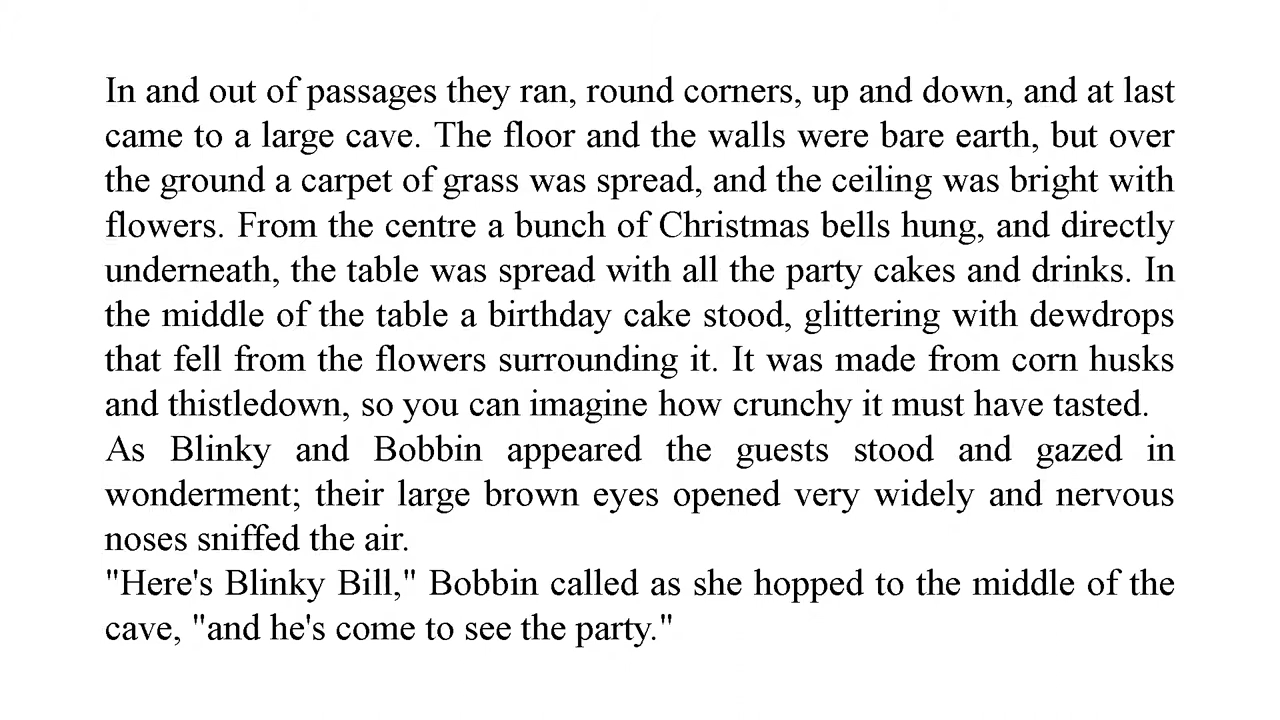 In and out of passages they ran, round corners, up and down, and at last
came to a large cave. The floor and the walls were bare earth, but over
the ground a carpet of grass was spread, and the ceiling was bright with
flowers. From the centre a bunch of Christmas bells hung, and directly
underneath, the table was spread with all the party cakes and drinks. In
the middle of the table a birthday cake stood, glittering with dewdrops
that fell from the flowers surrounding it. It was made from corn husks
and thistledown, so you can imagine how crunchy it must have tasted.
As Blinky and Bobbin appeared the guests stood and gazed in
wonderment; their large brown eyes opened very widely and nervous
noses sniffed the air.
"Here's Blinky Bill," Bobbin called as she hopped to the middle of the
cave, "and he's come to see the party."